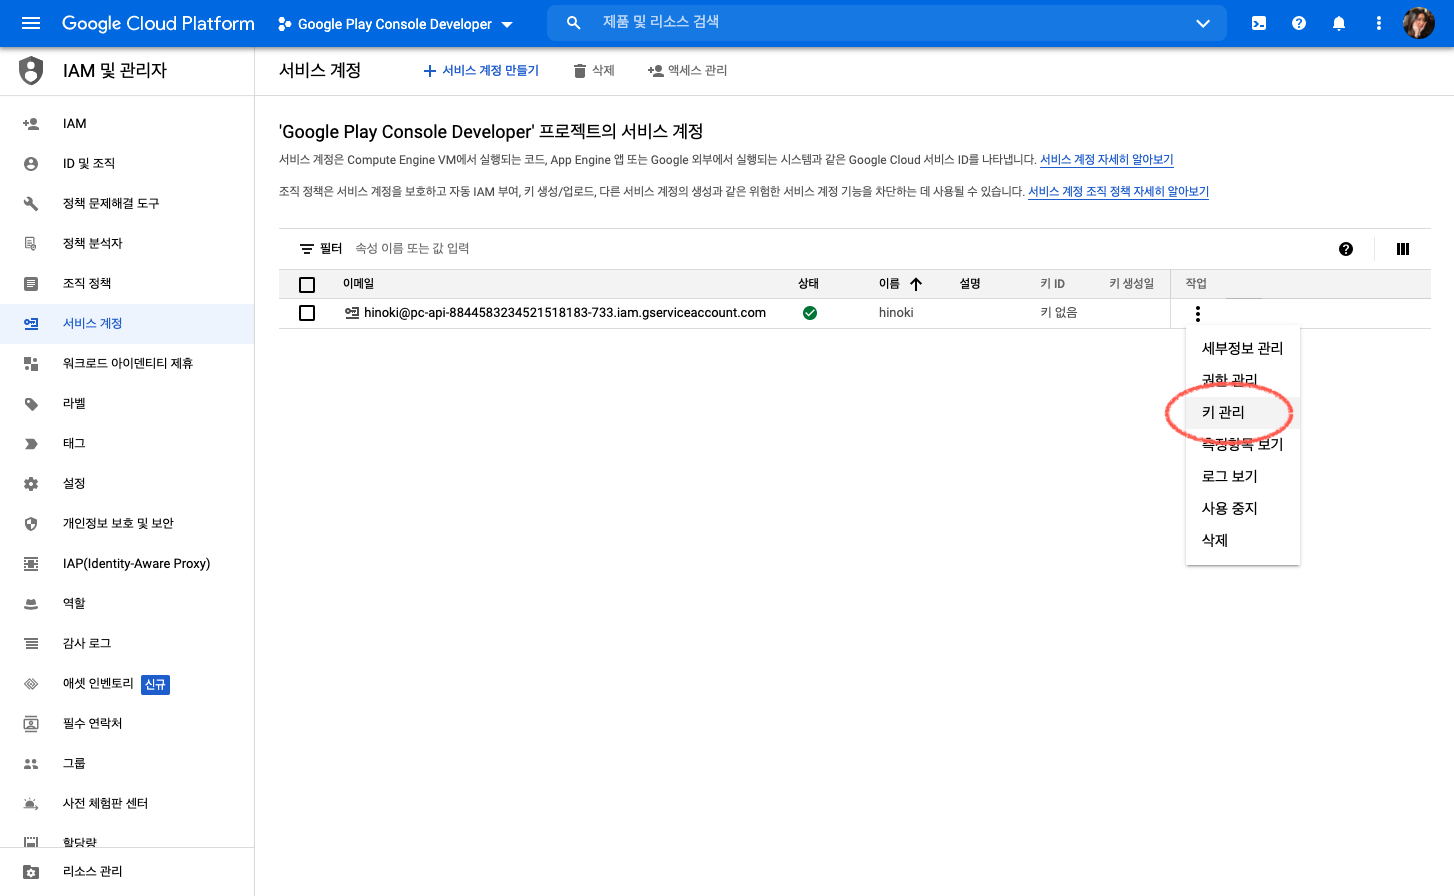 Google Cloud Platform
Google Play Console Developer
제품 및 리소스 검색
IAM 및 관리자
서비스 계정
서비스 계정 만들기
삭제
액세스 관리
IAM
ID 및 조직
정책 문제해결 도구
정책 분석자
조직 정책
서비스 계정
워크로드 아이덴티티 제휴
라벨
태그
설정
개인정보 보호 및 보안
IAP(Identity-Aware Proxy)
역할
감사 로그
애셋 인벤토리 신규
필수 연락처
그룹
사전 체험판 센터
할당량
리소스 관리
'Google Play Console Developer' 프로젝트의 서비스 계정
서비스 계정은 Compute Engine VM에서 실행되는 코드, App Engine 앱 또는 Google 외부에서 실행되는 시스템과 같은 Google Cloud 서비스 ID를 나타냅니다. 서비스 계정 자세히 알아보기
조직 정책은 서비스 계정을 보호하고 자동 IAM 부여, 키 생성/업로드, 다른 서비스 계정의 생성과 같은 위험한 서비스 계정 기능을 차단하는 데 사용될 수 있습니다. 서비스 계정 조직 정책 자세히 알아보기
필터 속성 이름 또는 값 입력
이메일 상태 이름 설명 키 ID 키 생성일 작업
hinoki@pc-api-8844583234521518183-733.iam.gserviceaccount.com hinoki 키 없음
세부정보 관리
권한 관리
키 관리
측정항목 보기
로그 보기
사용 중지
삭제